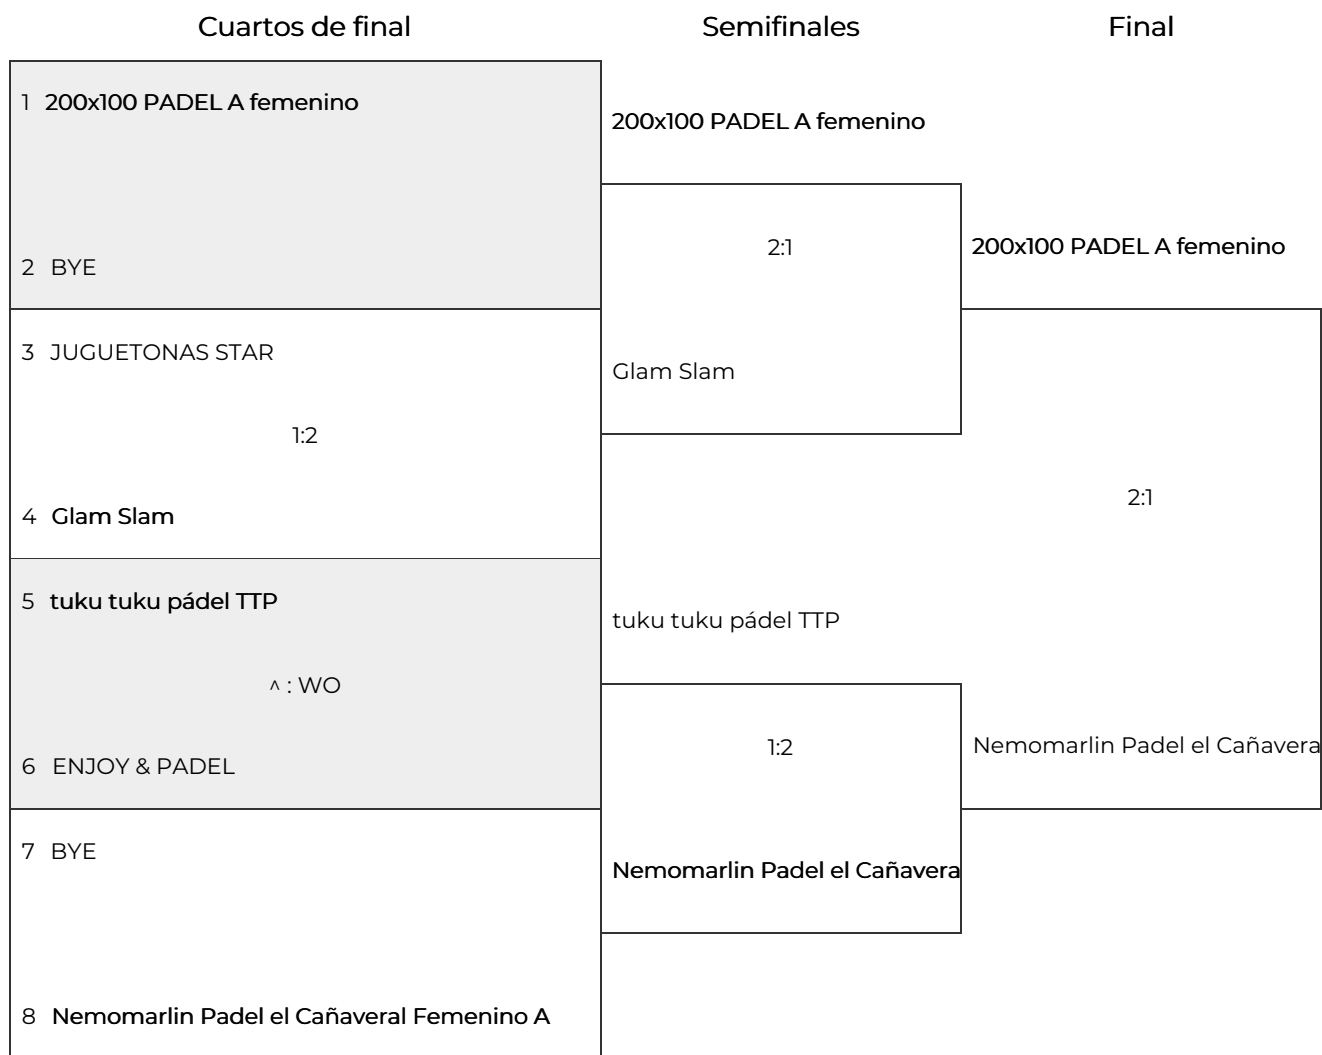 Cuartos de final
Semifinales
Final
1 200x100 PADEL A femenino
2 BYE
3 JUGUETONAS STAR
1:2
4 Glam Slam
5 tuku tuku pádel TTP
^ : WO
6 ENJOY & PADEL
7 BYE
8 Nemomarlin Padel el Cañaveral Femenino A
200x100 PADEL A femenino
2:1
Glam Slam
tuku tuku pádel TTP
1:2
Nemomarlin Padel el Cañavera
200x100 PADEL A femenino
2:1
Nemomarlin Padel el Cañavera